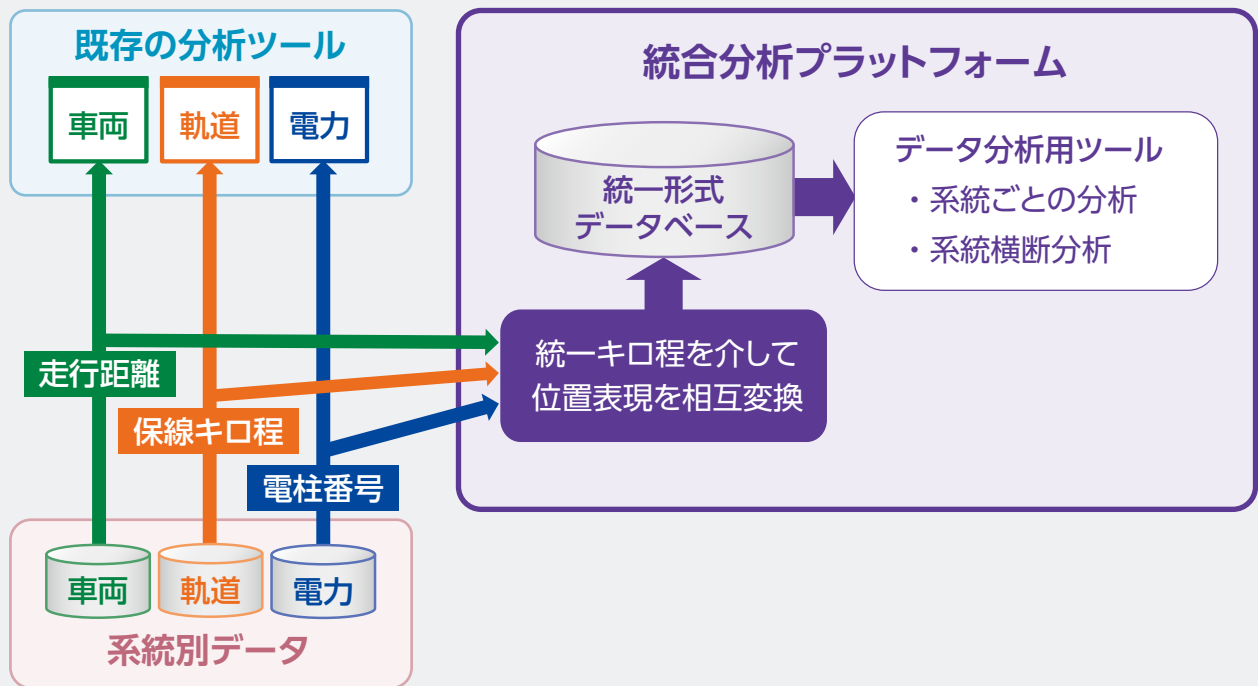 既存の分析ツール
車両
軌道
電力
走行距離
保線キロ程
電柱番号
車両
軌道
電力
系統別データ
統合分析プラットフォーム
統一形式
データベース
データ分析用ツール
・系統ごとの分析
・系統横断分析
統一キロ程を介して
位置表現を相互変換